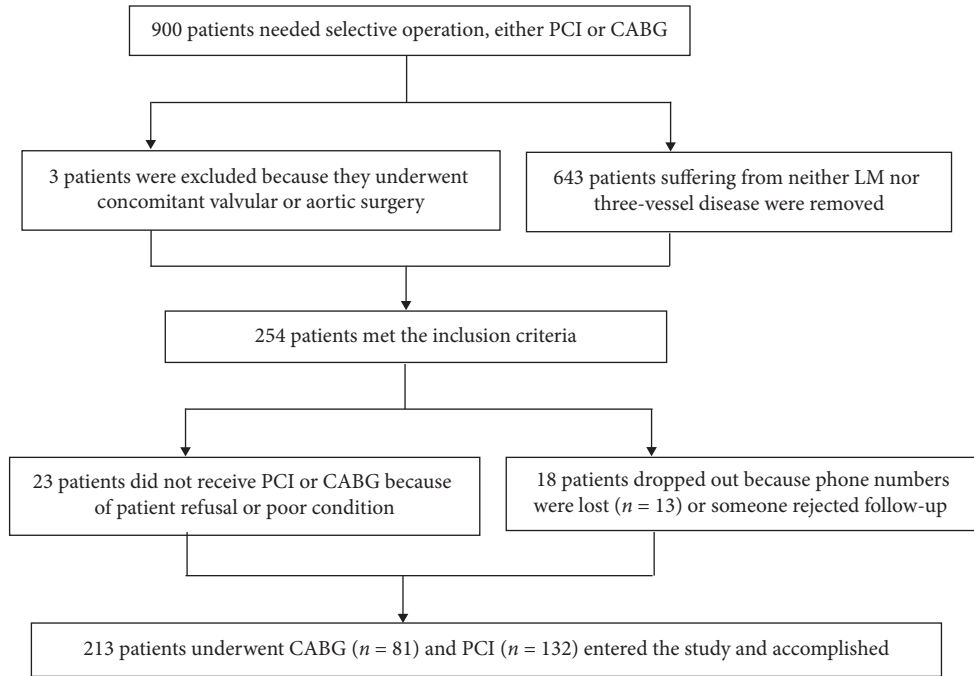 900 patients needed selective operation, either PCI or CABG
3 patients were excluded because they underwent
concomitant valvular or aortic surgery
643 patients suffering from neither LM nor
three-vessel disease were removed
254 patients met the inclusion criteria
23 patients did not receive PCI or CABG because
of patient refusal or poor condition
18 patients dropped out because phone numbers
were lost (n = 13) or someone rejected follow-up
213 patients underwent CABG (n = 81) and PCI (n = 132) entered the study and accomplished